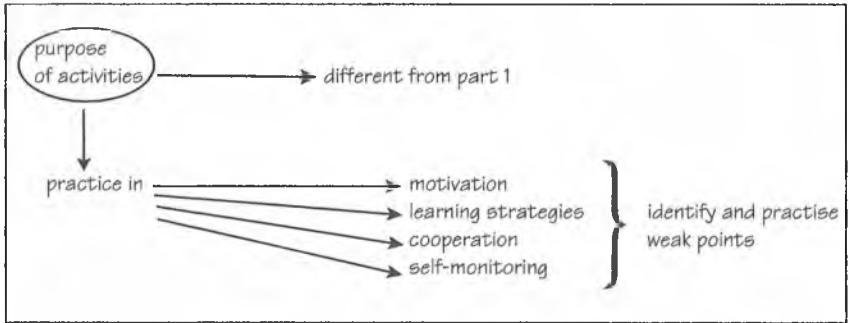 purpose
of activities
different from part 1
practice in
motivation
learning strategies
cooperation
self-monitoring
identify and practise
weak points